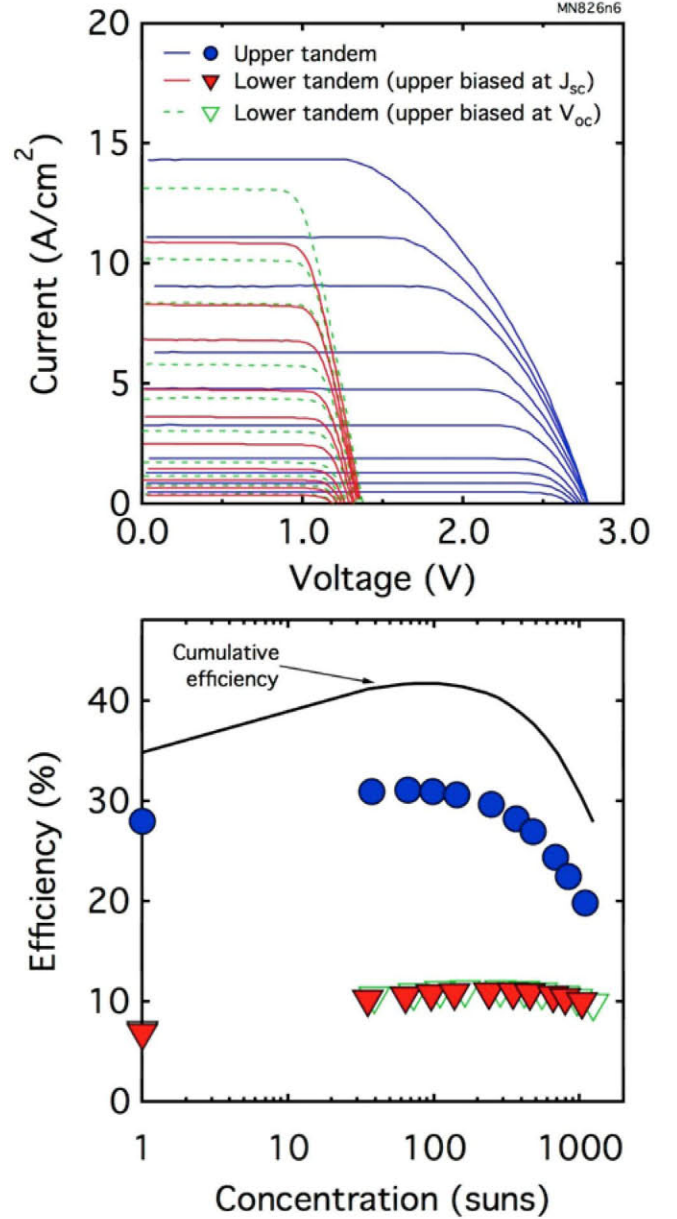 MN826n6
20
Upper tandem
Lower tandem (upper biased at Jsc)
Lower tandem (upper biased at Voc)
15
10
5
0
Current (A/cm2)
0.0 1.0 2.0 3.0
Voltage (V)
Cumulative
efficiency
40
30
20
10
0
Efficiency (%)
1 10 100 1000
Concentration (suns)